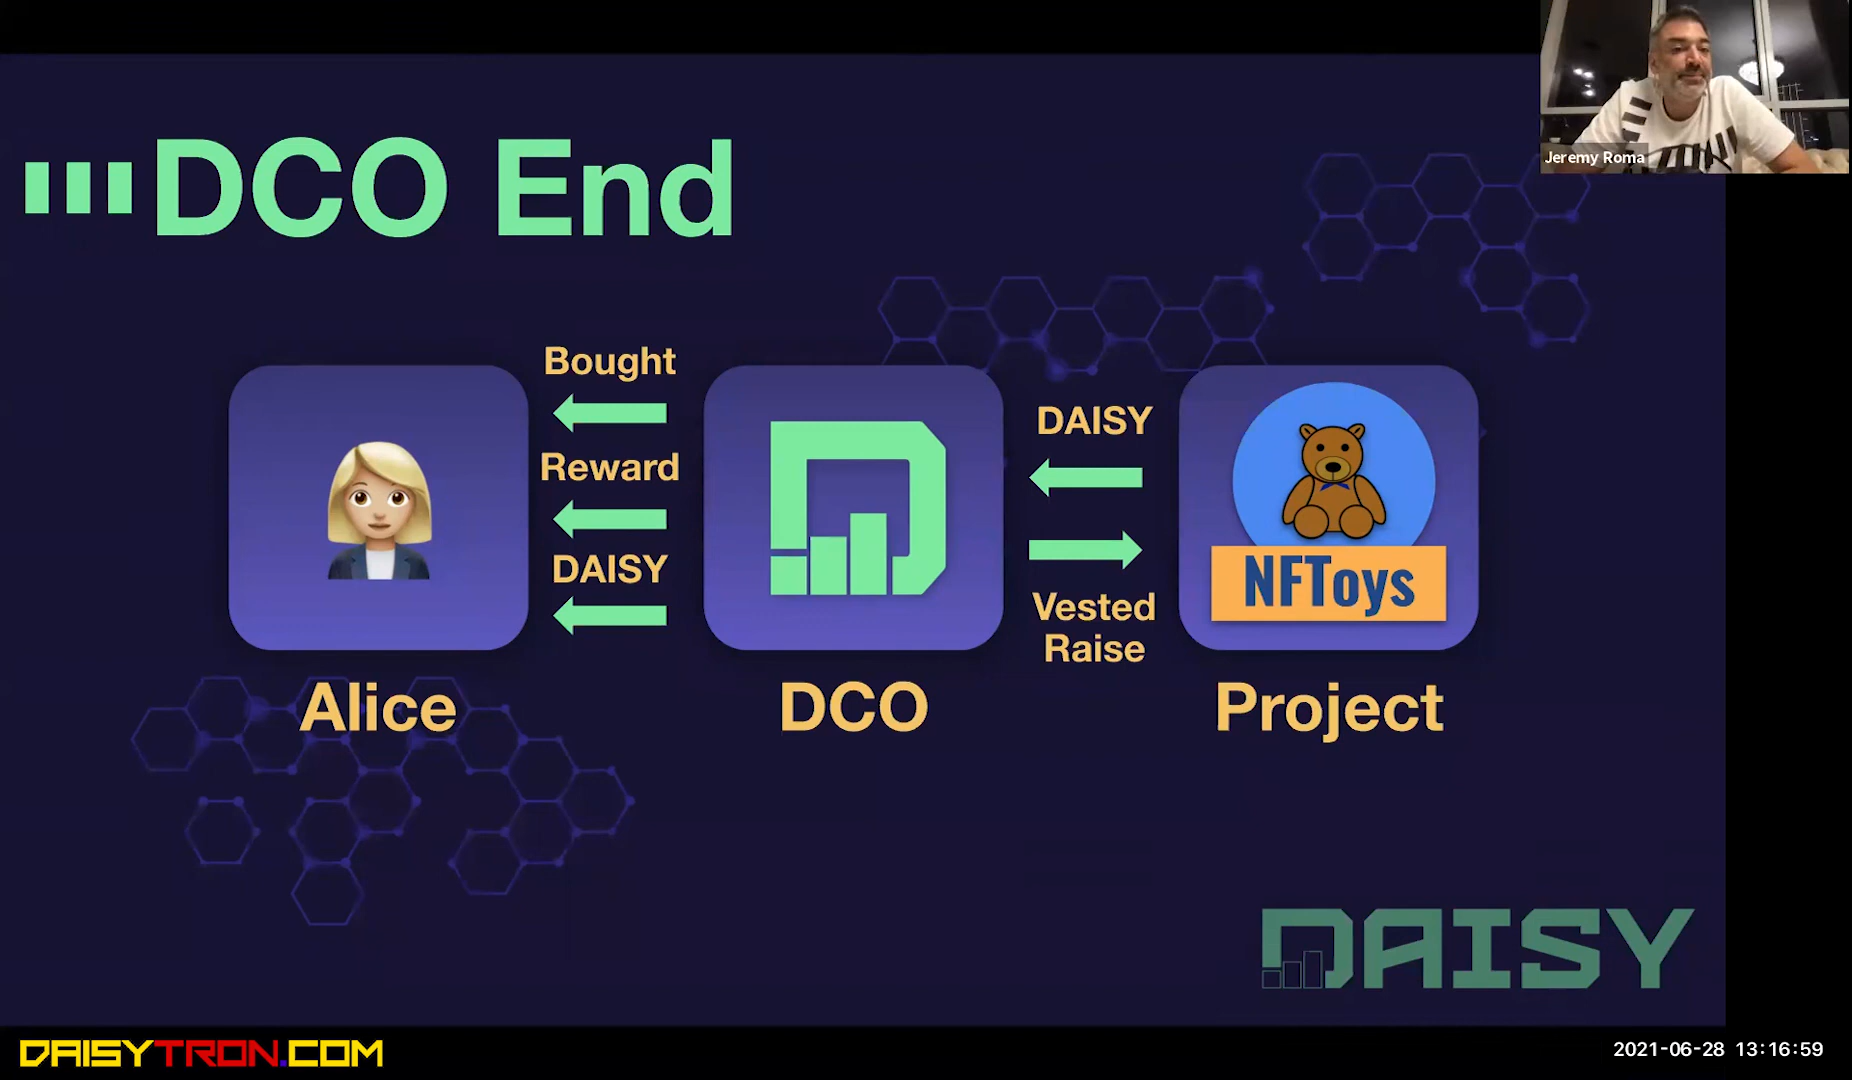 DCO End
Jeremy Roma
Bought
Reward
DAISY
DAISY
Vested
Raise
NFToys
Alice
DCO
Project
DAISY
DAISYTRON.COM
2021-06-28 13:16:59